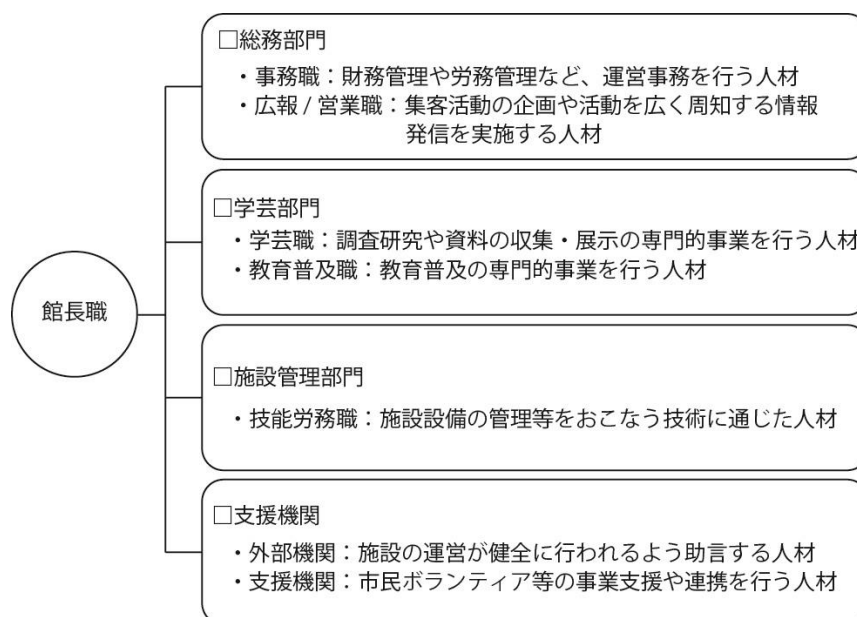 館長職
□総務部門
・事務職：財務管理や労務管理など、運営事務を行う人材
・広報 / 営業職：集客活動の企画や活動を広く周知する情報
発信を実施する人材
□学芸部門
・学芸職：調査研究や資料の収集・展示の専門的事業を行う人材
・教育普及職：教育普及の専門的事業を行う人材
□施設管理部門
・技能労務職：施設設備の管理等をおこなう技術に通じた人材
□支援機関
・外部機関：施設の運営が健全に行われるよう助言する人材
・支援機関：市民ボランティア等の事業支援や連携を行う人材